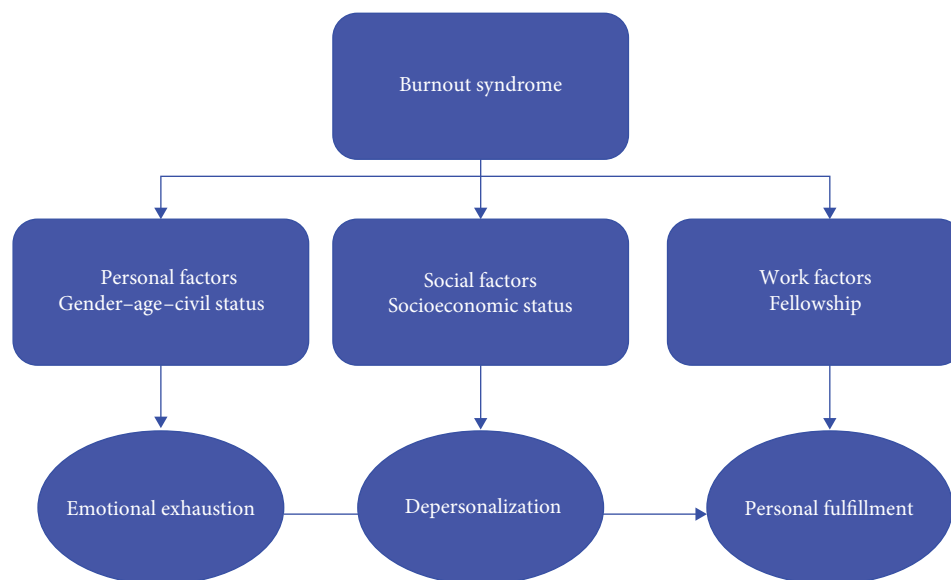 Burnout syndrome
Personal factors
Gender–age–civil status
Social factors
Socioeconomic status
Work factors
Fellowship
Emotional exhaustion
Depersonalization
Personal fulfillment